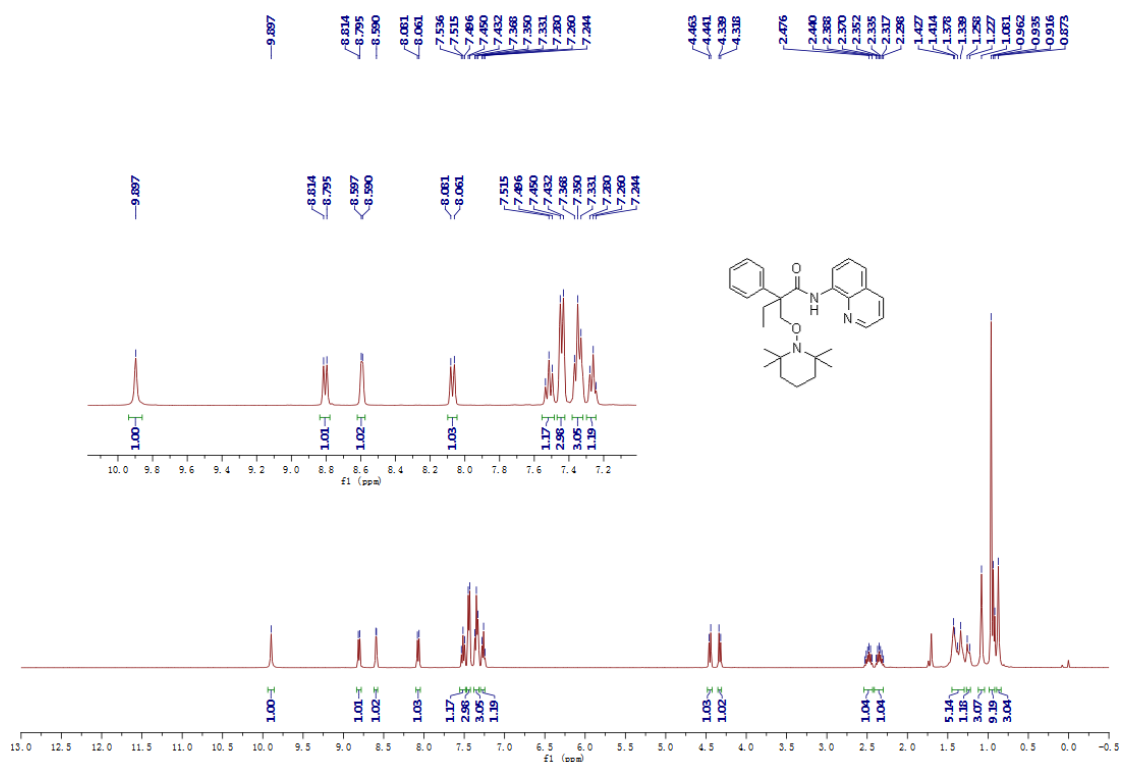 9.897 8.814 8.795 8.590 8.081 8.061 7.536 7.515 7.496 7.450 7.432 7.368 7.350 7.331 7.280 7.260 7.244 4.463 4.441 4.339 4.318 2.476 2.440 2.388 2.370 2.352 2.335 2.317 2.298 1.427 1.414 1.378 1.339 1.258 1.227 1.081 0.962 0.935 0.916 0.873
9.897 8.814 8.795 8.597 8.590 8.081 8.061 7.515 7.496 7.450 7.432 7.368 7.350 7.331 7.280 7.260 7.244
O
N
H
N
O
N
1.00 1.01 1.02 1.03 1.17 2.98 3.05 1.19
10.0 9.8 9.6 9.4 9.2 9.0 8.8 8.6 8.4 8.2 8.0 7.8 7.6 7.4 7.2
f1 (ppm)
1.00 1.01 1.02 1.03 1.17 2.98 3.05 1.19 1.03 1.02 1.04 1.04 5.14 1.18 3.07 9.19 3.04
13.0 12.5 12.0 11.5 11.0 10.5 10.0 9.5 9.0 8.5 8.0 7.5 7.0 6.5 6.0 5.5 5.0 4.5 4.0 3.5 3.0 2.5 2.0 1.5 1.0 0.5 0.0 -0.5
f1 (ppm)